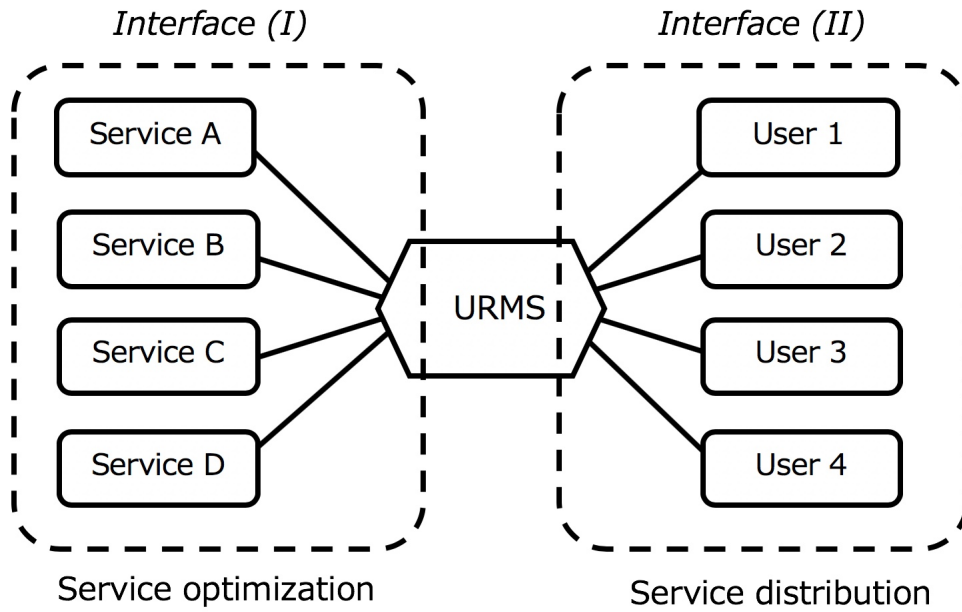 Interface (I)
Interface (II)
Service A
Service B
Service C
Service D
URMS
User 1
User 2
User 3
User 4
Service optimization
Service distribution